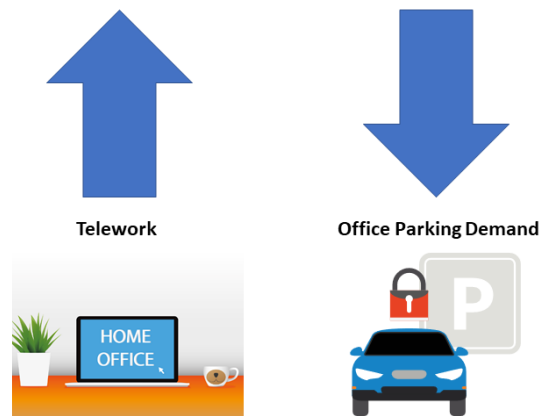 Telework
Office Parking Demand
HOME
OFFICE
P